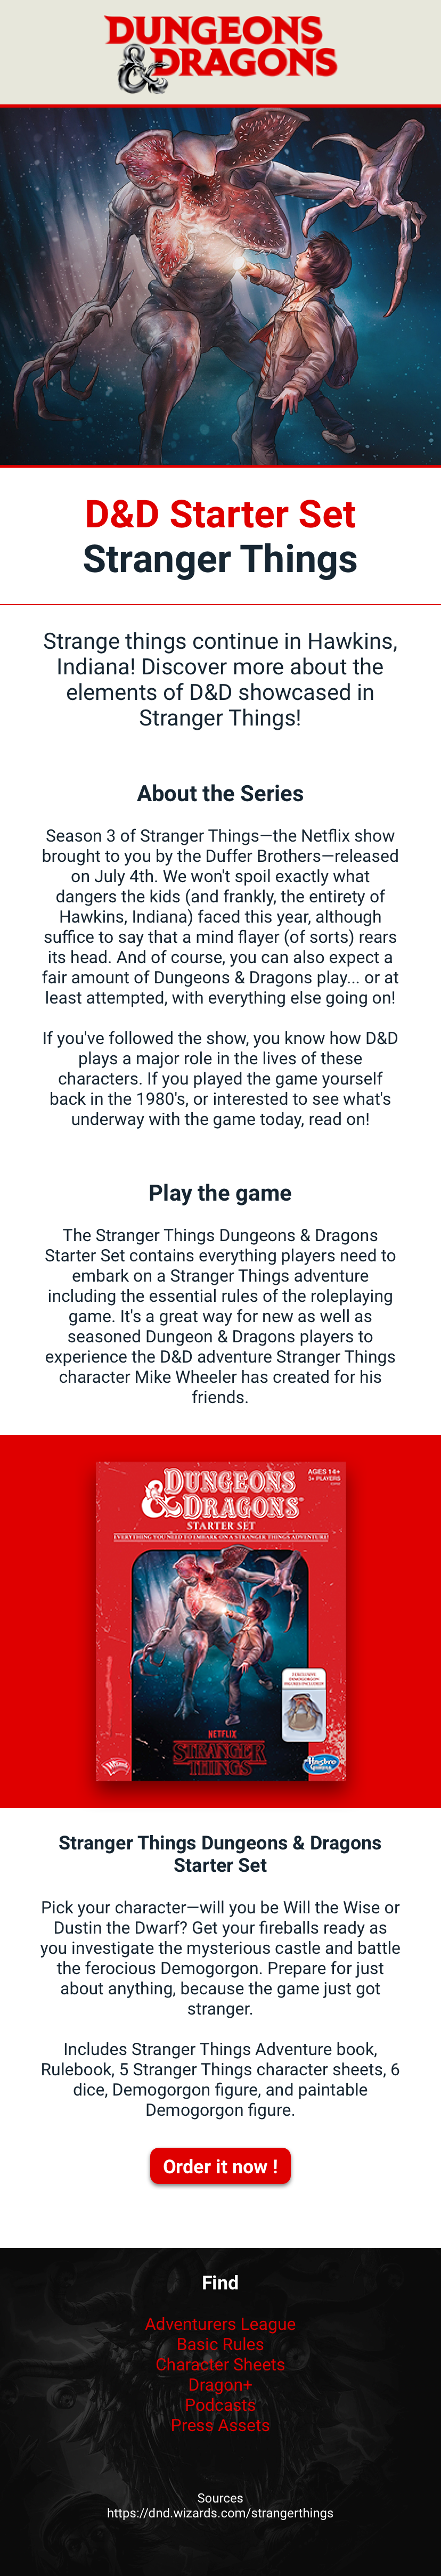 DUNGEONS
& DRAGONS
D&D Starter Set
Stranger Things
Strange things continue in Hawkins,
Indiana! Discover more about the
elements of D&D showcased in
Stranger Things!
About the Series
Season 3 of Stranger Things—the Netflix show
brought to you by the Duffer Brothers—released
on July 4th. We won't spoil exactly what
dangers the kids (and frankly, the entirety of
Hawkins, Indiana) faced this year, although
suffice to say that a mind flayer (of sorts) rears
its head. And of course, you can also expect a
fair amount of Dungeons & Dragons play... or at
least attempted, with everything else going on!
If you've followed the show, you know how D&D
plays a major role in the lives of these
characters. If you played the game yourself
back in the 1980's, or interested to see what's
underway with the game today, read on!
Play the game
The Stranger Things Dungeons & Dragons
Starter Set contains everything players need to
embark on a Stranger Things adventure
including the essential rules of the roleplaying
game. It's a great way for new as well as
seasoned Dungeon & Dragons players to
experience the D&D adventure Stranger Things
character Mike Wheeler has created for his
friends.
AGES 14+
3+ PLAYERS
DUNGEONS
& DRAGONS®
STARTER SET
EVERYTHING YOU NEED TO EMBARK ON A STRANGER THINGS ADVENTURE!
2 EXCLUSIVE
DEMOGORGON
FIGURES INCLUDED!
NETFLIX
STRANGER
THINGS
Wizards
Hasbro
Gaming
Stranger Things Dungeons & Dragons
Starter Set
Pick your character—will you be Will the Wise or
Dustin the Dwarf? Get your fireballs ready as
you investigate the mysterious castle and battle
the ferocious Demogorgon. Prepare for just
about anything, because the game just got
stranger.
Includes Stranger Things Adventure book,
Rulebook, 5 Stranger Things character sheets, 6
dice, Demogorgon figure, and paintable
Demogorgon figure.
Order it now !
Find
Adventurers League
Basic Rules
Character Sheets
Dragon+
Podcasts
Press Assets
Sources
https://dnd.wizards.com/strangerthings